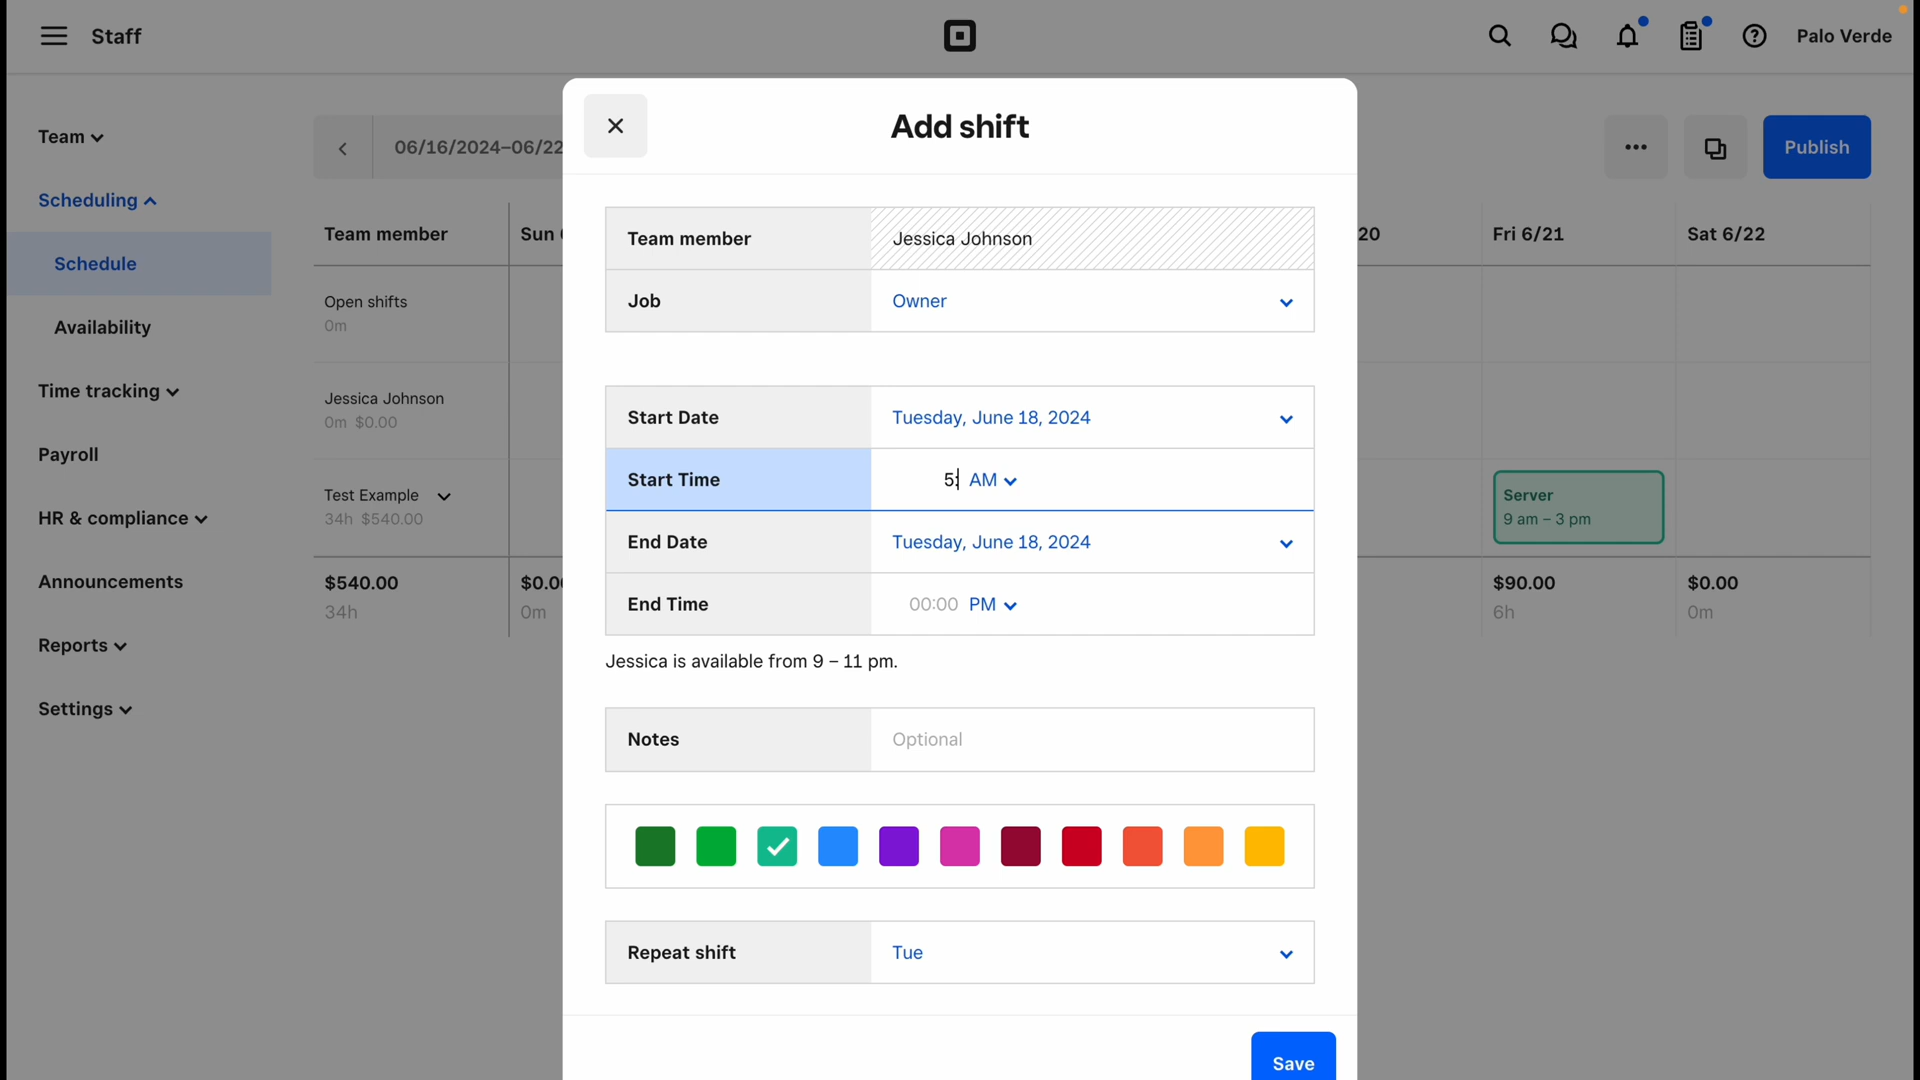 Staff
Palo Verde
Team
Scheduling
Schedule
Availability
Time tracking
Payroll
HR & compliance
Announcements
Reports
Settings
06/16/2024–06/22
Publish
Team member
Sun
20
Fri 6/21
Sat 6/22
Open shifts
0m
Jessica Johnson
0m $0.00
Test Example
34h $540.00
Server
9 am – 3 pm
$540.00
34h
$0.00
0m
$90.00
6h
$0.00
0m
Add shift
Team member Jessica Johnson
Job Owner
Start Date Tuesday, June 18, 2024
Start Time 5: AM
End Date Tuesday, June 18, 2024
End Time 00:00 PM
Jessica is available from 9 – 11 pm.
Notes Optional
Repeat shift Tue
Save